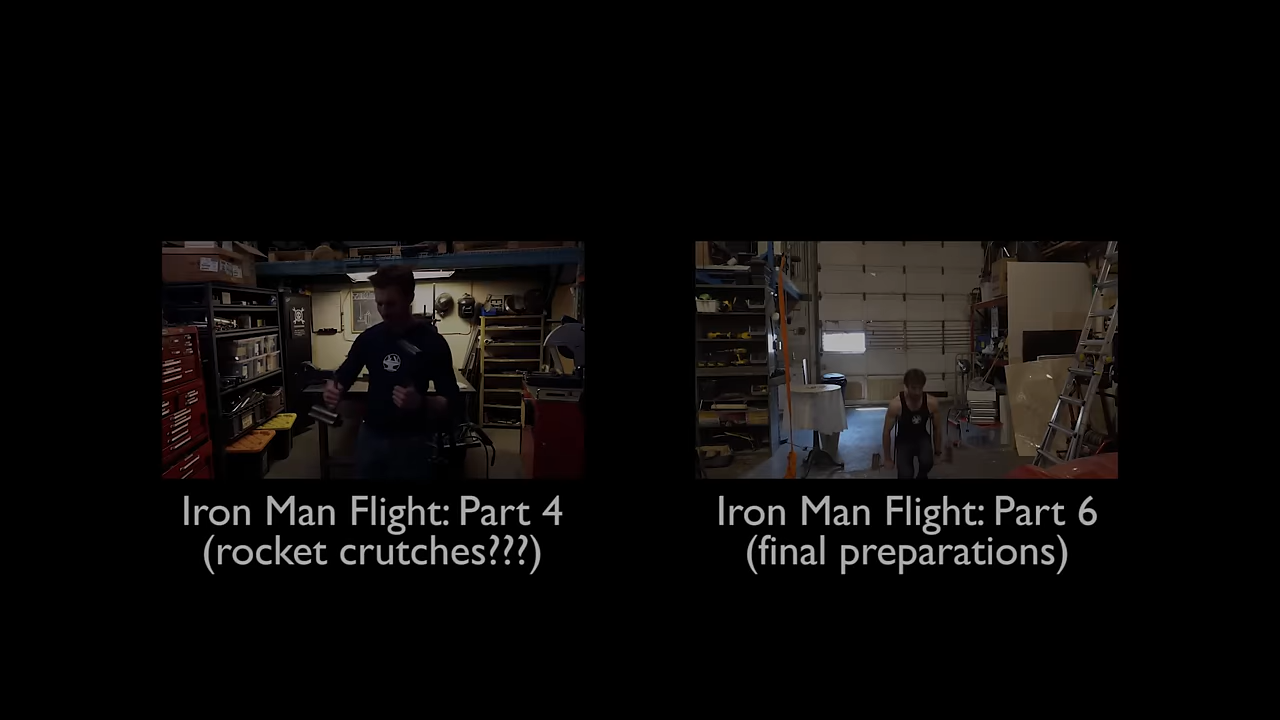 Iron Man Flight: Part 4
(rocket crutches???)
Iron Man Flight: Part 6
(final preparations)